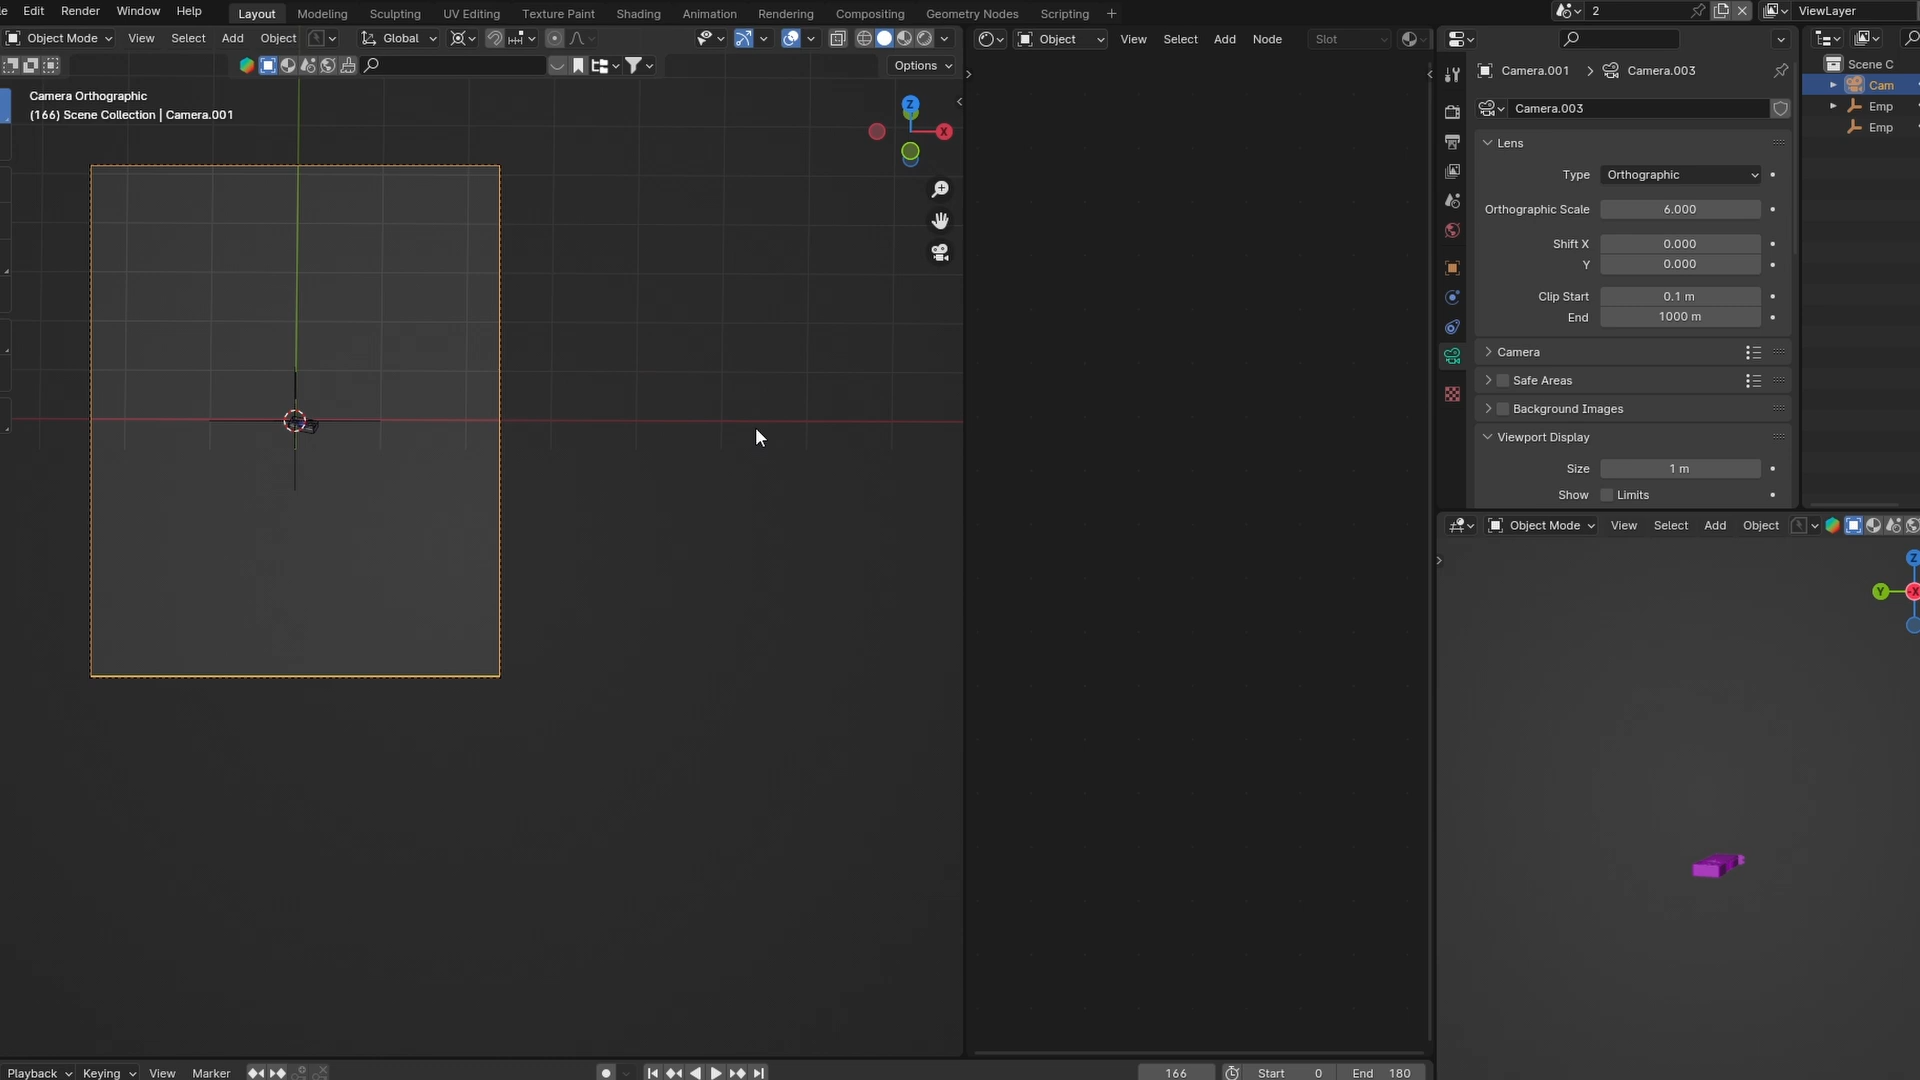 Edit Render Window Help Layout Modeling Sculpting UV Editing Texture Paint Shading Animation Rendering Compositing Geometry Nodes Scripting + 2 ViewLayer
Object Mode View Select Add Object Global
Options
Camera Orthographic
(166) Scene Collection | Camera.001
Z
X
Object View Select Add Node Slot
Camera.001 Camera.003
Camera.003
Lens
Type Orthographic
Orthographic Scale 6.000
Shift X 0.000
Y 0.000
Clip Start 0.1 m
End 1000 m
Camera
Safe Areas
Background Images
Viewport Display
Size 1 m
Show Limits
Scene C
Cam
Emp
Emp
Object Mode View Select Add Object
Z
Y -X
Playback Keying View Marker 166 Start 0 End 180